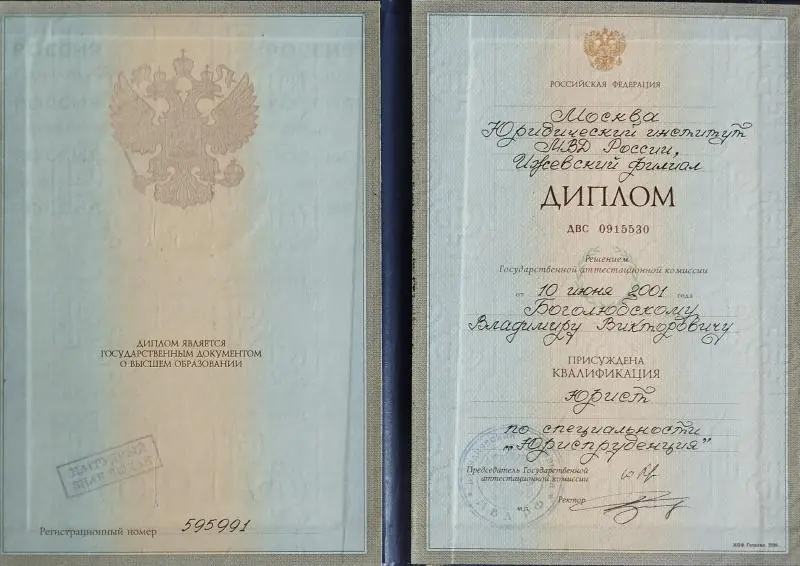 ДИПЛОМ ЯВЛЯЕТСЯ
ГОСУДАРСТВЕННЫМ ДОКУМЕНТОМ
О ВЫСШЕМ ОБРАЗОВАНИИ
Регистрационный номер 595991
РОССИЙСКАЯ ФЕДЕРАЦИЯ
Москва
Юридический институт
МВД России,
Ижевский филиал
ДИПЛОМ
ДВС 0915530
Решением
Государственной аттестационной комиссии
от 10 июня 2001 года
Боголюбскому
Владимиру Викторовичу
ПРИСУЖДЕНА
КВАЛИФИКАЦИЯ
Юрист
по специальности
„Юриспруденция”
Председатель Государственной
аттестационной комиссии
Ректор